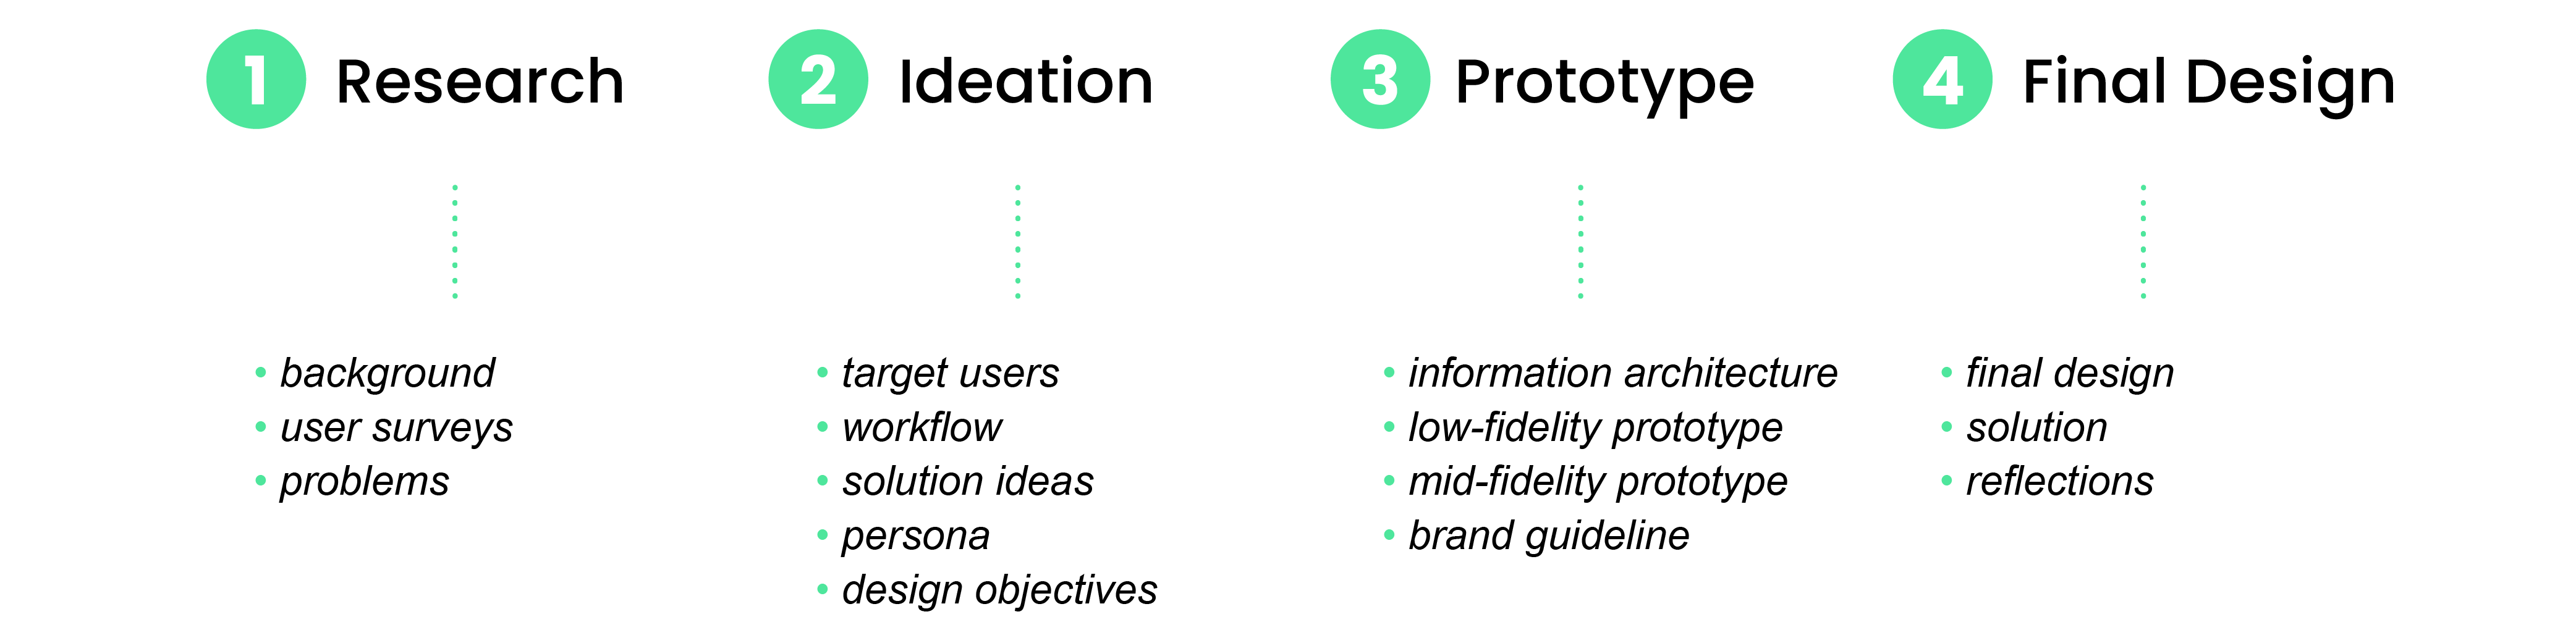 1 Research
• background
• user surveys
• problems
2 Ideation
• target users
• workflow
• solution ideas
• persona
• design objectives
3 Prototype
• information architecture
• low-fidelity prototype
• mid-fidelity prototype
• brand guideline
4 Final Design
• final design
• solution
• reflections